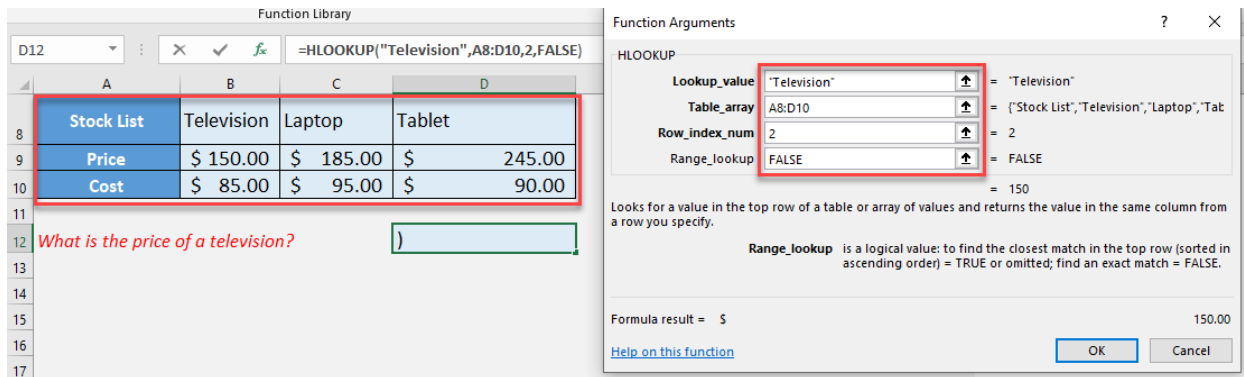 Function Library
D12 fx =HLOOKUP("Television",A8:D10,2,FALSE)
A B C D
8 Stock List Television Laptop Tablet
9 Price $ 150.00 $ 185.00 $ 245.00
10 Cost $ 85.00 $ 95.00 $ 90.00
11
12 What is the price of a television? )
13
14
15
16
17
Function Arguments ? ×
HLOOKUP
Lookup_value "Television" = "Television"
Table_array A8:D10 = {"Stock List","Television","Laptop","Tab
Row_index_num 2 = 2
Range_lookup FALSE = FALSE
= 150
Looks for a value in the top row of a table or array of values and returns the value in the same column from
a row you specify.
Range_lookup is a logical value: to find the closest match in the top row (sorted in
ascending order) = TRUE or omitted; find an exact match = FALSE.
Formula result = $ 150.00
Help on this function OK Cancel